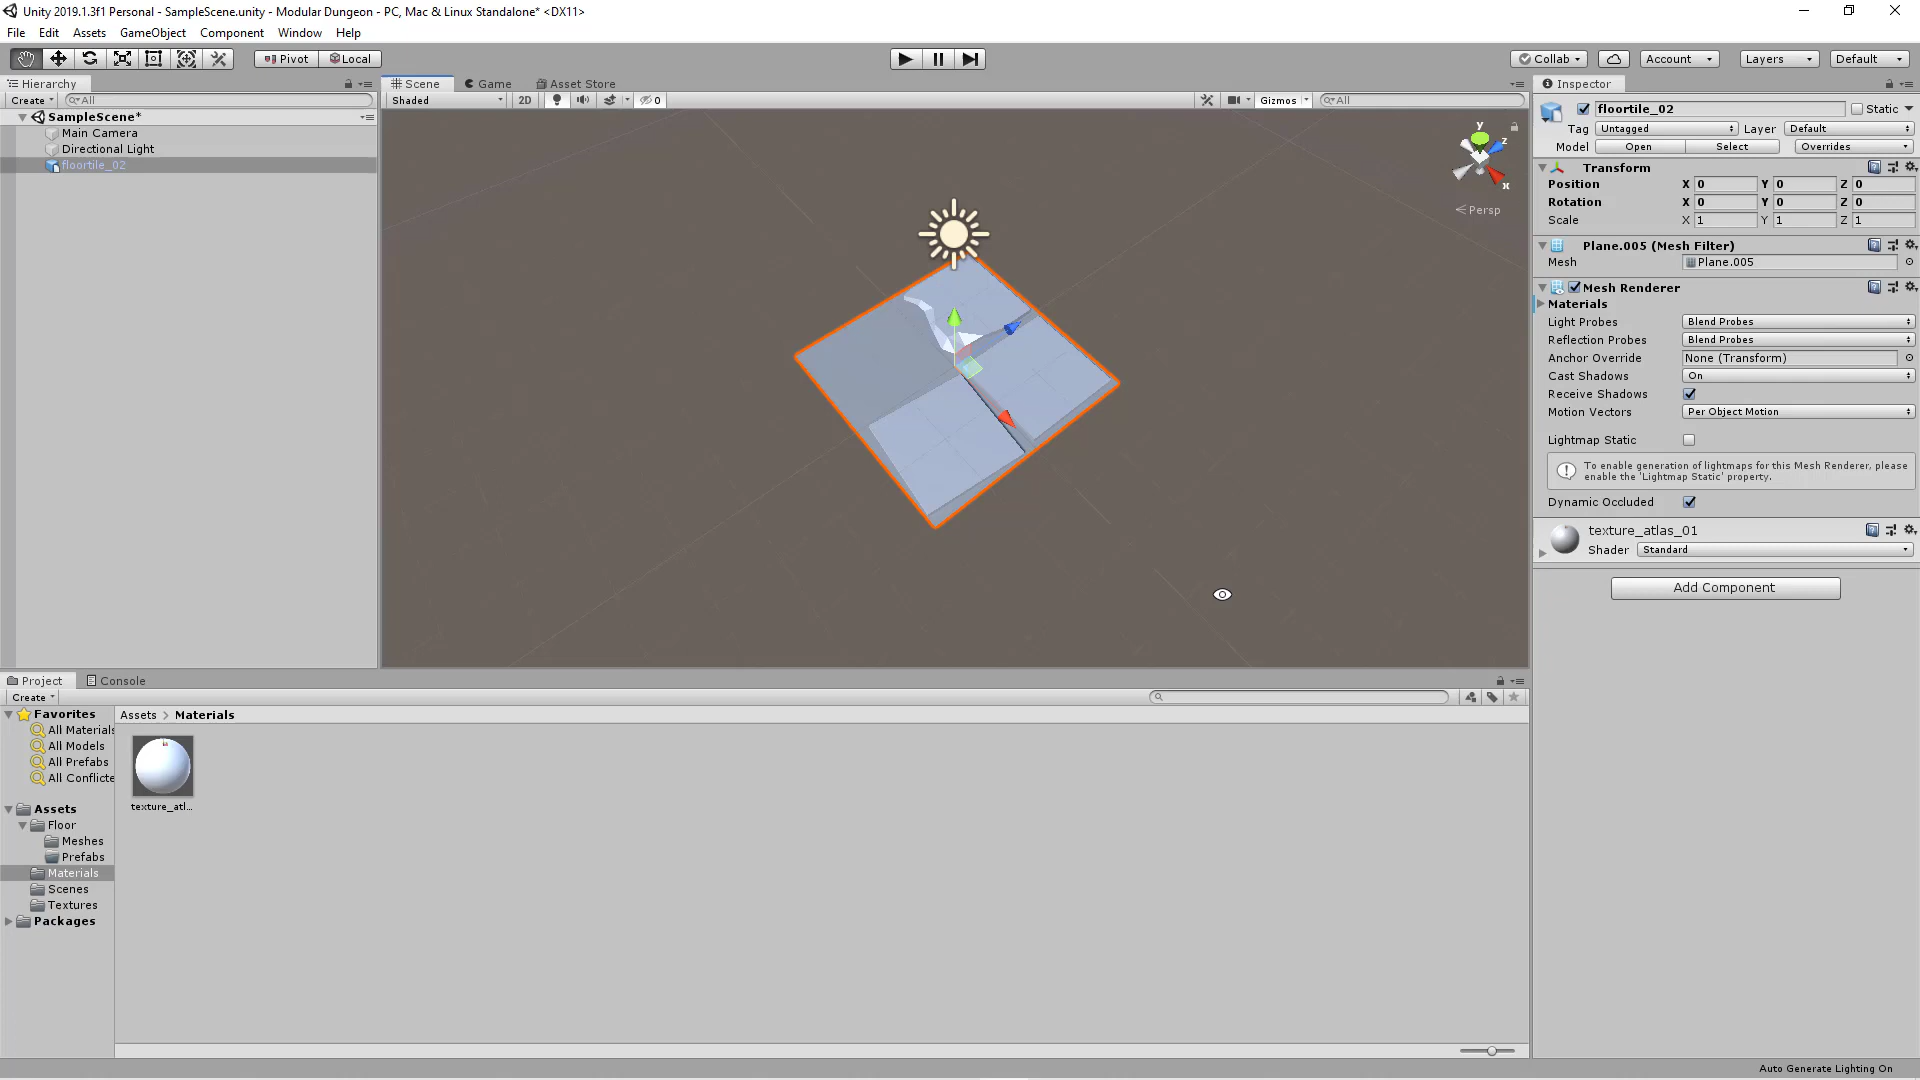 Unity 2019.1.3f1 Personal - SampleScene.unity - Modular Dungeon - PC, Mac & Linux Standalone* <DX11>
File Edit Assets GameObject Component Window Help
Pivot Local Collab Account Layers Default
Hierarchy
Create All
SampleScene*
Main Camera
Directional Light
floortile_02
Scene Game Asset Store
Shaded 2D 0 Gizmos All
y
z
x
Persp
Inspector
floortile_02 Static
Tag Untagged Layer Default
Model Open Select Overrides
Transform
Position X 0 Y 0 Z 0
Rotation X 0 Y 0 Z 0
Scale X 1 Y 1 Z 1
Plane.005 (Mesh Filter)
Mesh Plane.005
Mesh Renderer
Materials
Light Probes Blend Probes
Reflection Probes Blend Probes
Anchor Override None (Transform)
Cast Shadows On
Receive Shadows
Motion Vectors Per Object Motion
Lightmap Static
To enable generation of lightmaps for this Mesh Renderer, please
enable the 'Lightmap Static' property.
Dynamic Occluded
texture_atlas_01
Shader Standard
Add Component
Project Console
Create
Favorites
All Materials
All Models
All Prefabs
All Conflicte
Assets
Floor
Meshes
Prefabs
Materials
Scenes
Textures
Packages
Assets > Materials
texture_atl...
Auto Generate Lighting On